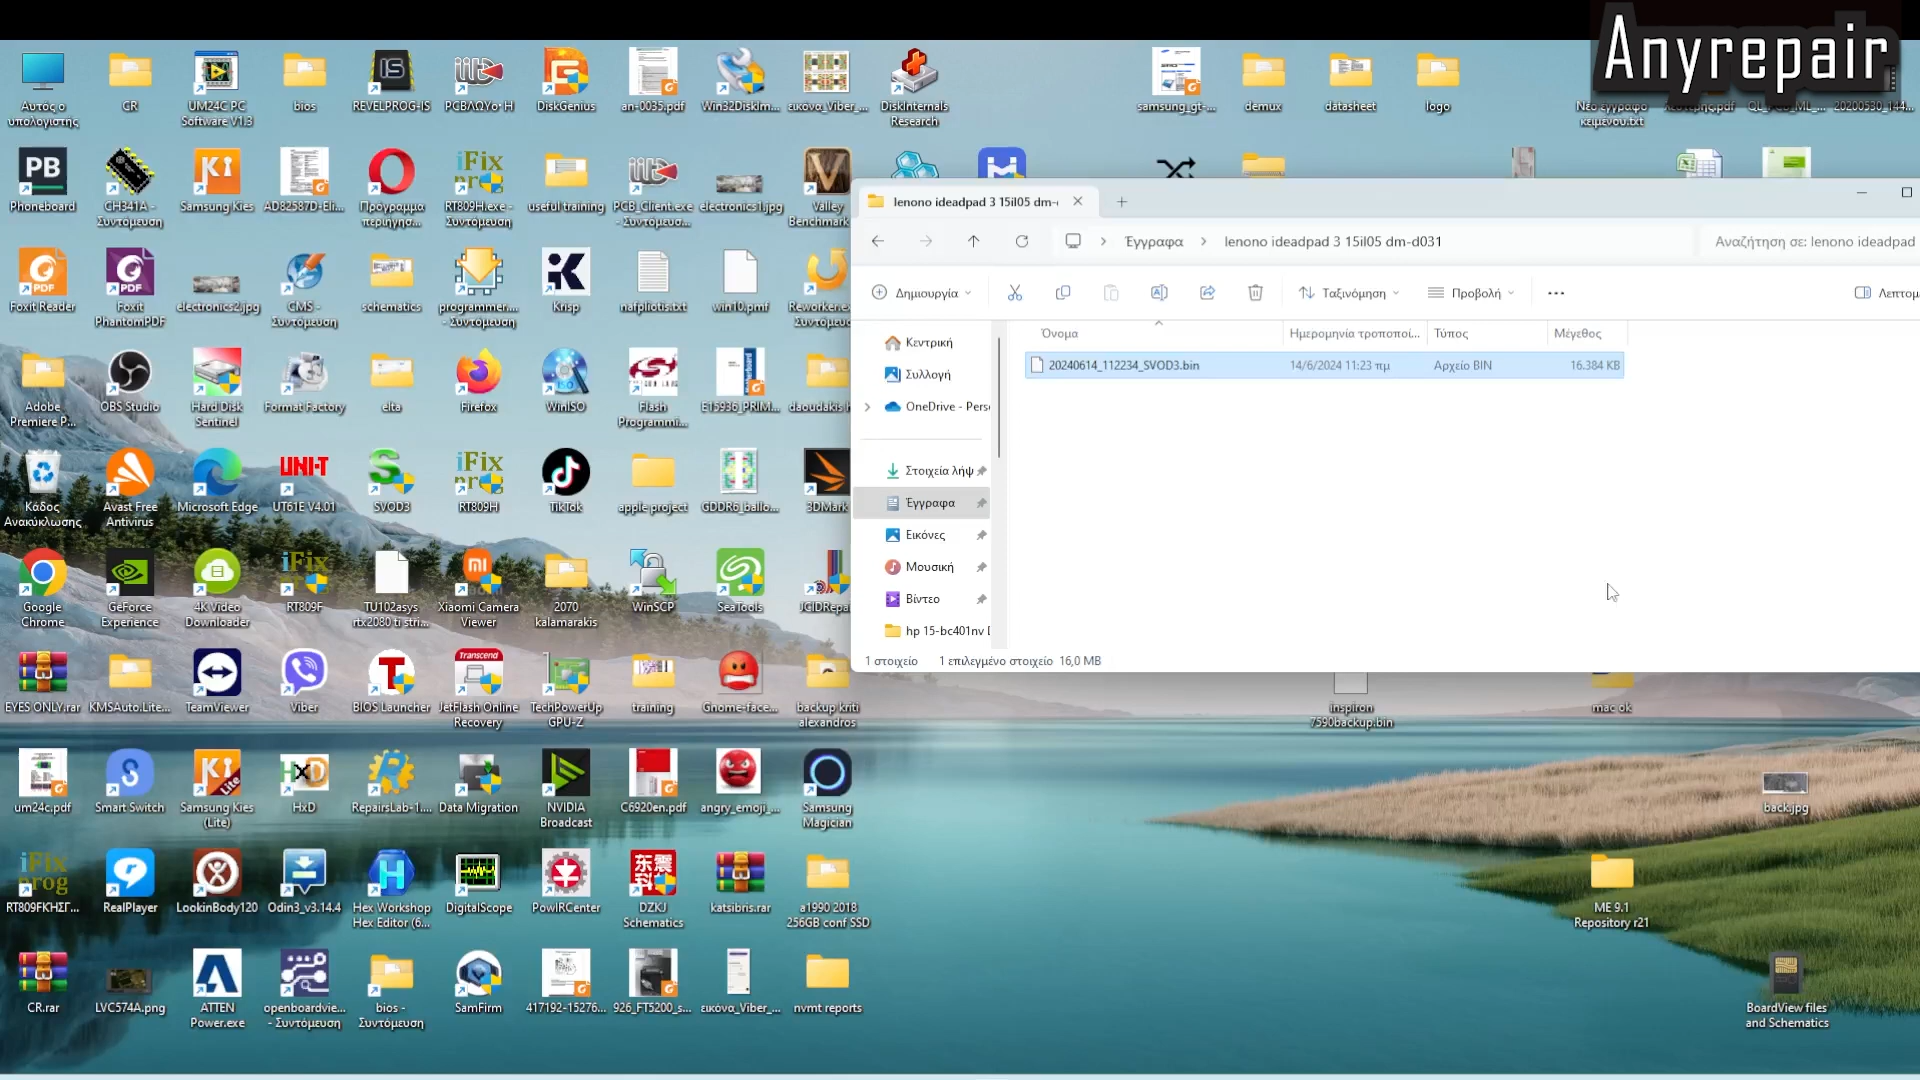 Anyrepair
Αυτός ο
υπολογιστής
CR
UM24C PC
Software V1.3
bios
REVELPROG-IS
DiskGenius
an-0035.pdf
Win32DiskIm...
εικόνα_Viber_...
DiskInternals
Research
samsung_gt-...
demux
datasheet
logo
Νέο έγγραφο
κειμενου.txt
20200530_144...
Phoneboard
CH341A -
Συντόμευση
Samsung Kies
AD82587D-Eli...
Πρόγραμμα
περιήγησ...
RT809H.exe -
Συντόμευση
useful training
PCB_Client.exe
- Συντόμευσ...
electronics1.jpg
Valley
Benchmark
lenono ideadpad 3 15il05 dm-
Έγγραφα
lenono ideadpad 3 15il05 dm-d031
Αναζήτηση σε: lenono ideadpad
Δημιουργία
Ταξινόμηση
Προβολή
Λεπτομ
Όνομα
Ημερομηνία τροποποί...
Τύπος
Μέγεθος
20240614_112234_SVOD3.bin
14/6/2024 11:23 πμ
Αρχείο BIN
16.384 KB
Κεντρική
Συλλογή
OneDrive - Perso
Στοιχεία λήψ
Έγγραφα
Εικόνες
Μουσική
Βίντεο
hp 15-bc401nv
1 στοιχείο
1 επιλεγμένο στοιχείο 16,0 MB
Foxit Reader
Foxit
PhantomPDF
electronics2.jpg
CMS -
Συντόμευση
schematics
programmer...
- Συντόμευση
Krisp
nafpliotis.txt
win10.pmf
Reworker.exe
Συντόμευσ
Adobe
Premiere P...
OBS Studio
Hard Disk
Sentinel
Format Factory
elta
Firefox
WinISO
Flash
Programmi...
E15936_PRIM...
daoudakis
Κάδος
Ανακύκλωσης
Avast Free
Antivirus
Microsoft Edge
UT61E V4.01
SVOD3
RT809H
TikTok
apple project
GDDR6_ballo...
3DMark
Google
Chrome
GeForce
Experience
4K Video
Downloader
RT809F
TU102asys
rtx2080 ti stri...
Xiaomi Camera
Viewer
2070
kalamarakis
WinSCP
SeaTools
JCIDRepai
EYES ONLY.rar
KMSAuto.Lite...
TeamViewer
Viber
BIOS Launcher
JetFlash Online
Recovery
TechPowerUp
GPU-Z
training
Gnome-face...
backup kriti
alexandros
inspiron
7590backup.bin
mac ok
um24c.pdf
Smart Switch
Samsung Kies
(Lite)
HxD
RepairsLab-1....
Data Migration
NVIDIA
Broadcast
C6920en.pdf
angry_emoji_...
Samsung
Magician
back.jpg
RT809FΚΗΣΓ...
RealPlayer
LookinBody120
Odin3_v3.14.4
Hex Workshop
Hex Editor (6...
DigitalScope
PowIRCenter
DZKJ
Schematics
katsibris.rar
a1990 2018
256GB conf SSD
ME 9.1
Repository r21
CR.rar
LVC574A.png
ATTEN
Power.exe
openboardvie...
- Συντόμευση
bios -
Συντόμευση
SamFirm
417192-15276...
926_FT5200_s...
εικόνα_Viber_...
nvmt reports
BoardView files
and Schematics